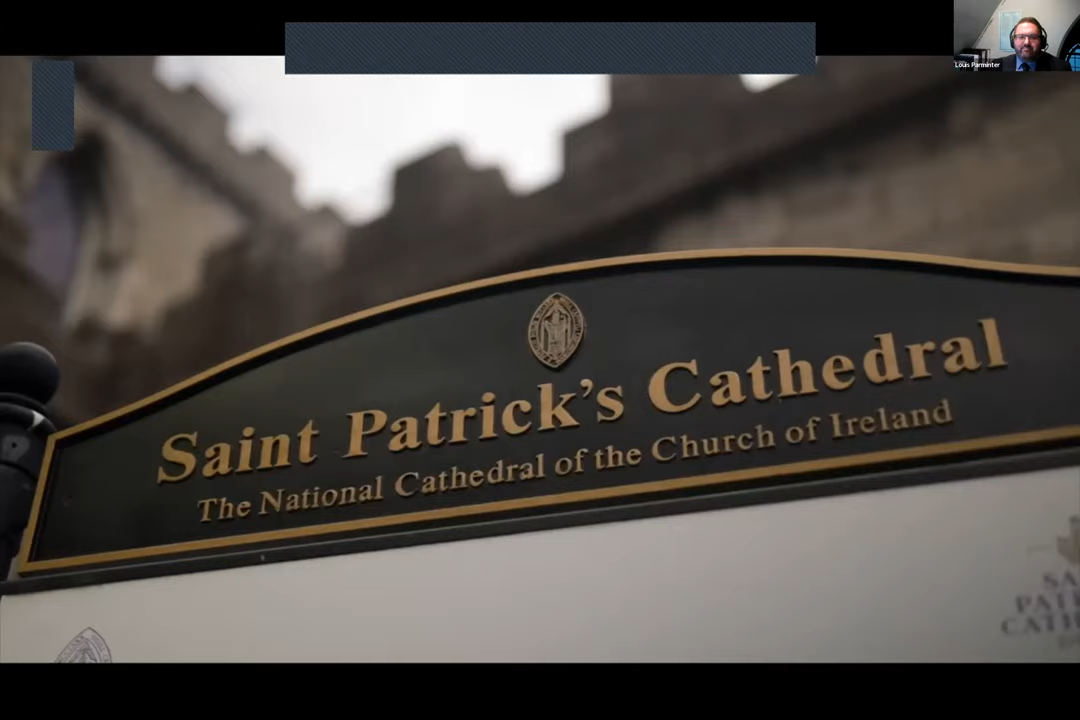 Louis Parminter
Saint Patrick's Cathedral
The National Cathedral of the Church of Ireland